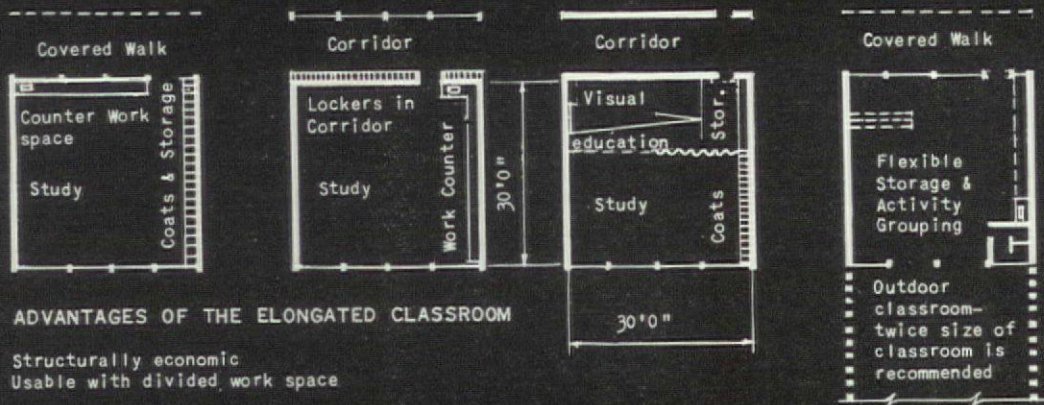 Covered Walk
Counter Work
space
Study
Coats & Storage
Corridor
Lockers in
Corridor
Study
Work Counter
30'0"
Corridor
Visual
education
Stor.
Study
Coats
30'0"
Covered Walk
Flexible
Storage &
Activity
Grouping
Outdoor
classroom-
twice size of
classroom is
recommended
ADVANTAGES OF THE ELONGATED CLASSROOM
Structurally economic
Usable with divided work space